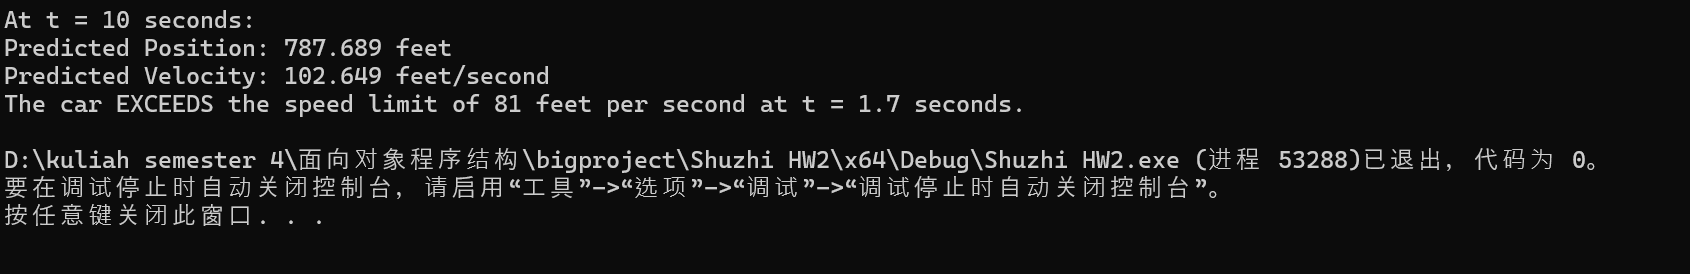 At t = 10 seconds:
Predicted Position: 787.689 feet
Predicted Velocity: 102.649 feet/second
The car EXCEEDS the speed limit of 81 feet per second at t = 1.7 seconds.
D:\kuliah semester 4\面向对象程序结构\bigproject\Shuzhi HW2\x64\Debug\Shuzhi HW2.exe (进程 53288)已退出，代码为 0。
要在调试停止时自动关闭控制台，请启用“工具”->“选项”->“调试”->“调试停止时自动关闭控制台”。
按任意键关闭此窗口. . .